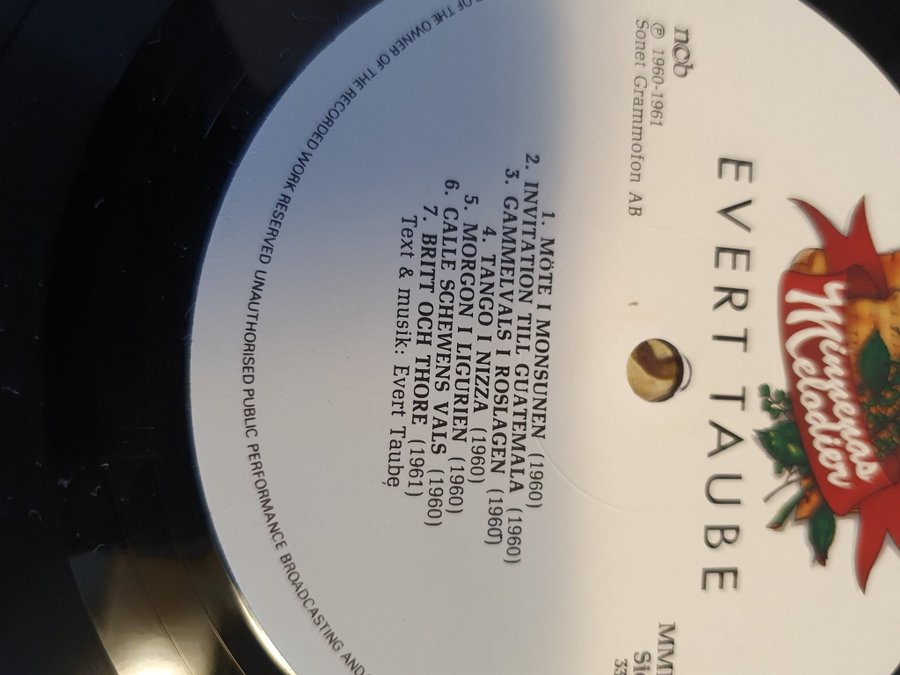 Minnenas
Melodier
EVERT TAUBE
ncb
Ⓟ 1960-1961
Sonet Grammofon AB
1. MÖTE I MONSUNEN (1960)
2. INVITATION TILL GUATEMALA (1960)
3. GAMMELVALS I ROSLAGEN (1960)
4. TANGO I NIZZA (1960)
5. MORGON I LIGURIEN (1960)
6. CALLE SCHEWENS VALS (1960)
7. BRITT OCH THORE (1961)
Text & musik: Evert Taube
OF THE OWNER OF THE RECORDED WORK RESERVED UNAUTHORISED PUBLIC PERFORMANCE BROADCASTING AND